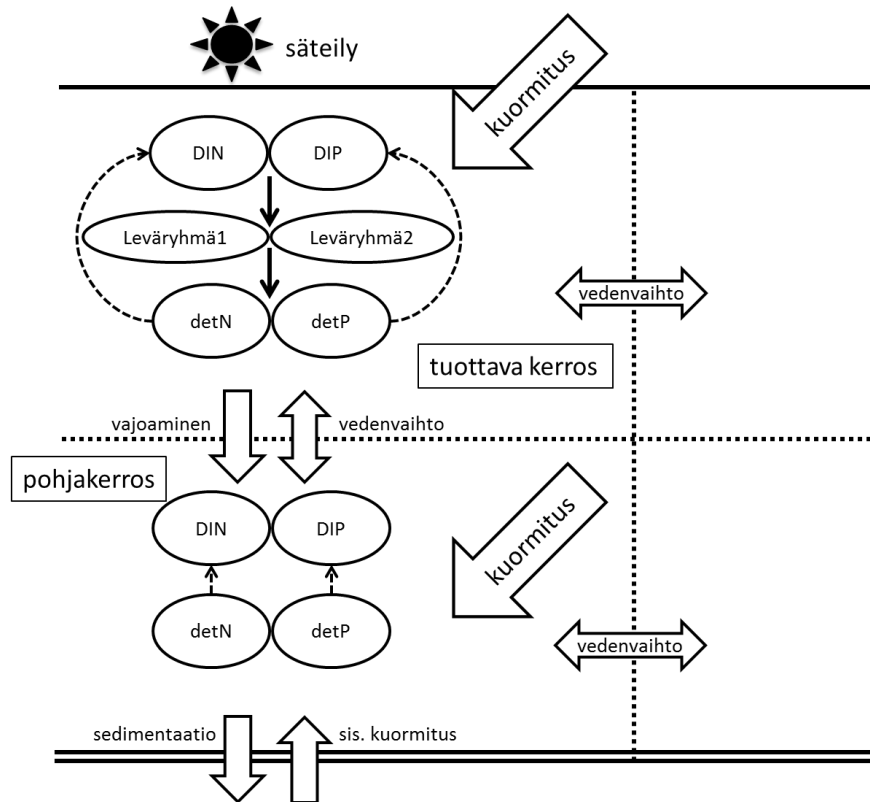 säteily
kuormitus
DIN
DIP
Leväryhmä1
Leväryhmä2
detN
detP
vedenvaihto
tuottava kerros
vajoaminen
vedenvaihto
pohjakerros
DIN
DIP
kuormitus
detN
detP
vedenvaihto
sedimentaatio
sis. kuormitus